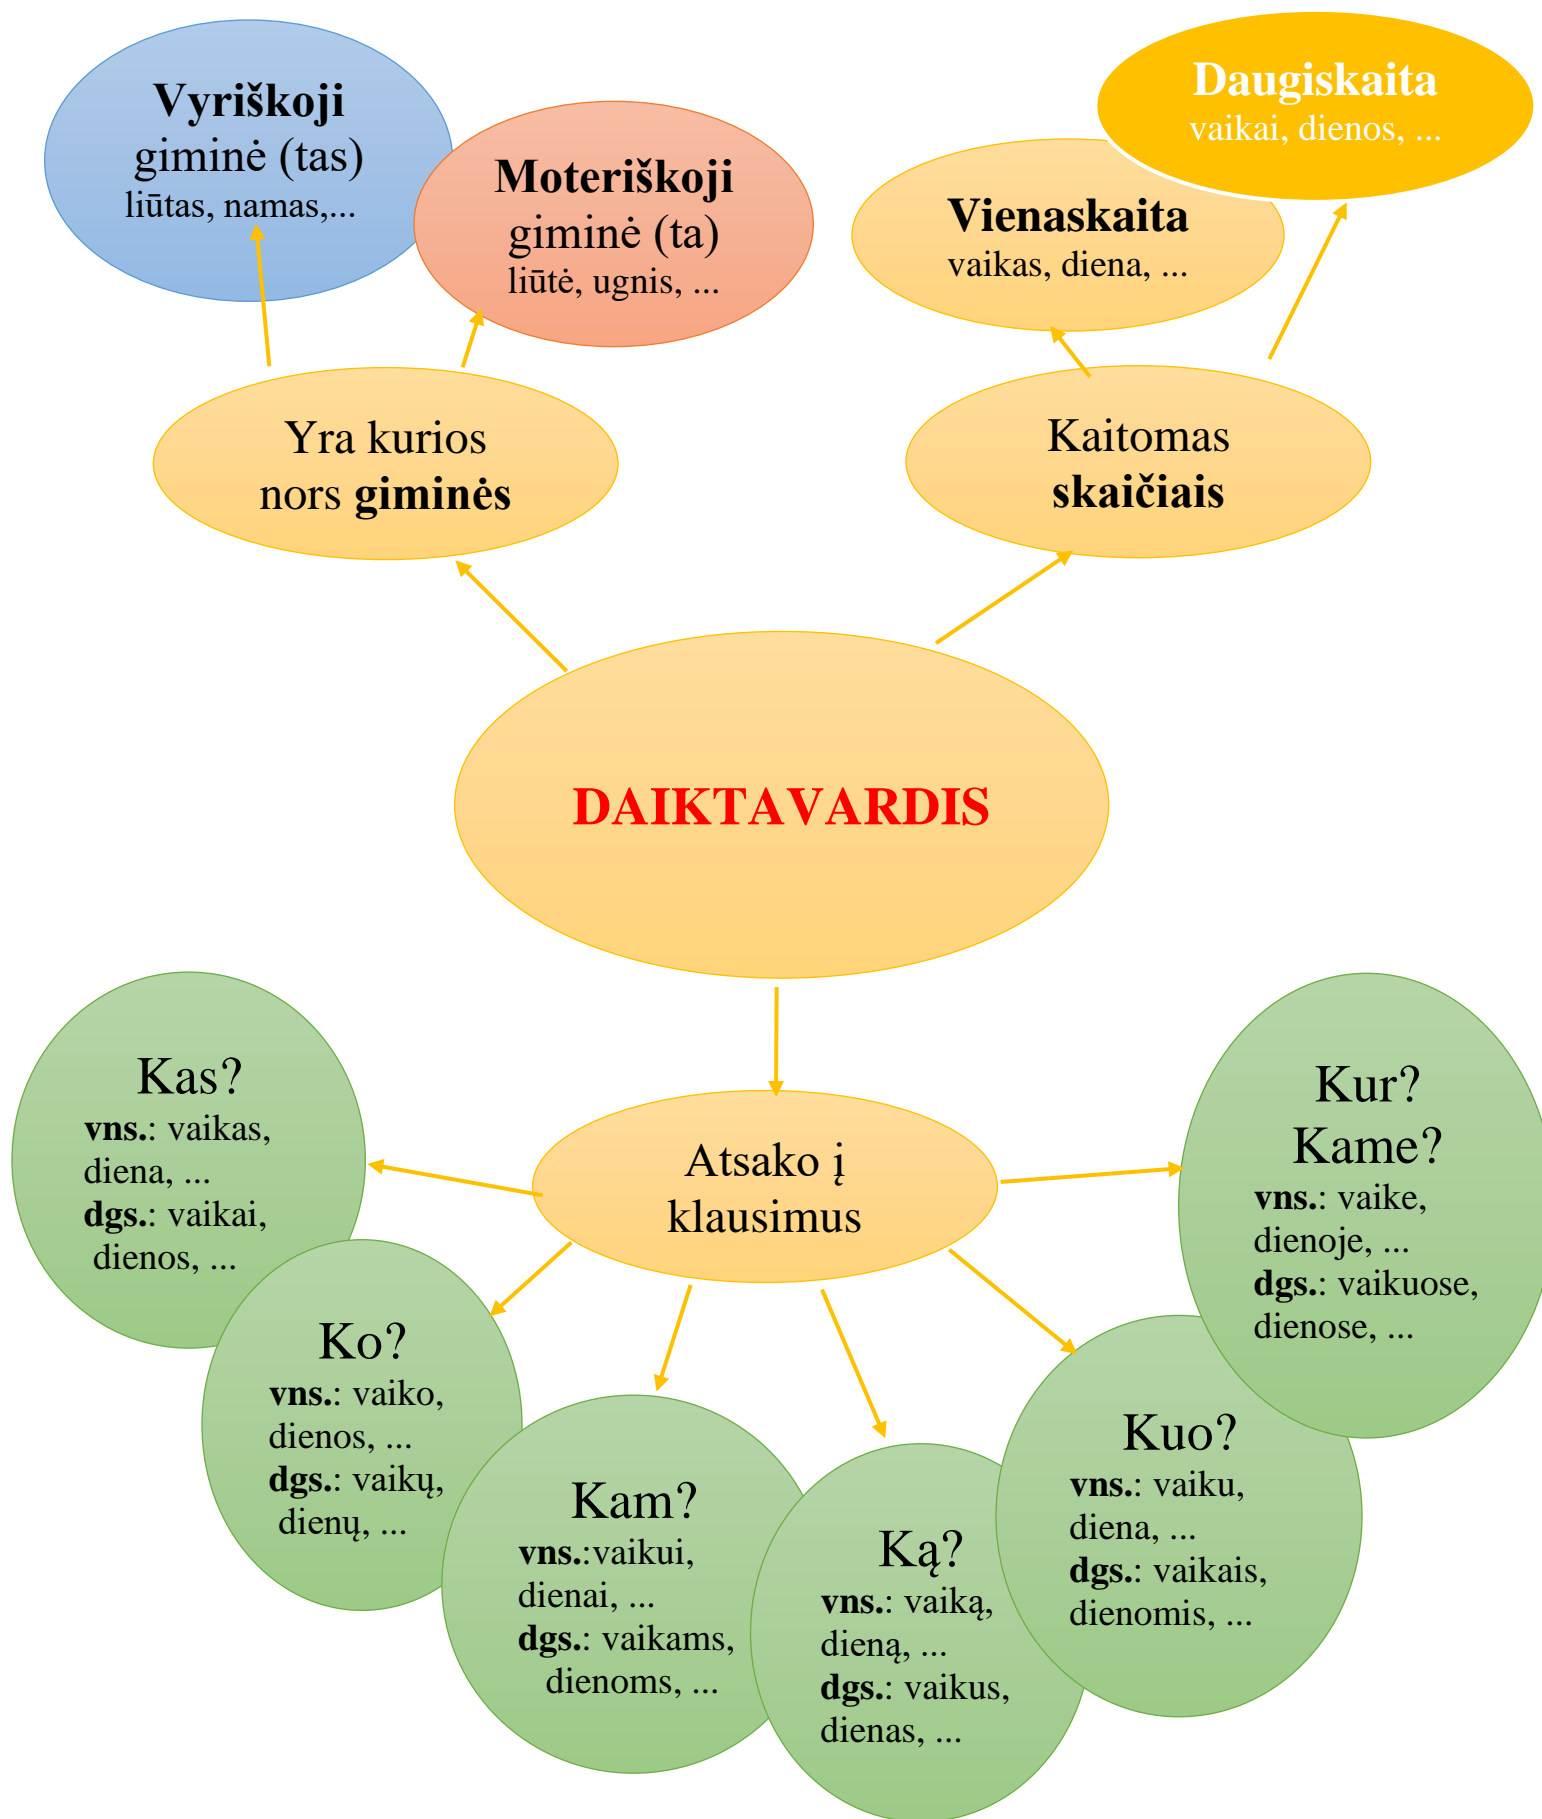 Vyriškoji
giminė (tas)
liūtas, namas,...
Moteriškoji
giminė (ta)
liūtė, ugnis, ...
Vienaskaita
vaikas, diena, ...
Daugiskaita
vaikai, dienos, ...
Yra kurios
nors giminės
Kaitomas
skaičiais
DAIKTAVARDIS
Atsako į
klausimus
Kas?
vns.: vaikas,
diena, ...
dgs.: vaikai,
dienos, ...
Ko?
vns.: vaiko,
dienos, ...
dgs.: vaikų,
dienų, ...
Kam?
vns.:vaikui,
dienai, ...
dgs.: vaikams,
dienoms, ...
Ką?
vns.: vaiką,
dieną, ...
dgs.: vaikus,
dienas, ...
Kuo?
vns.: vaiku,
diena, ...
dgs.: vaikais,
dienomis, ...
Kur?
Kame?
vns.: vaike,
dienoje, ...
dgs.: vaikuose,
dienose, ...